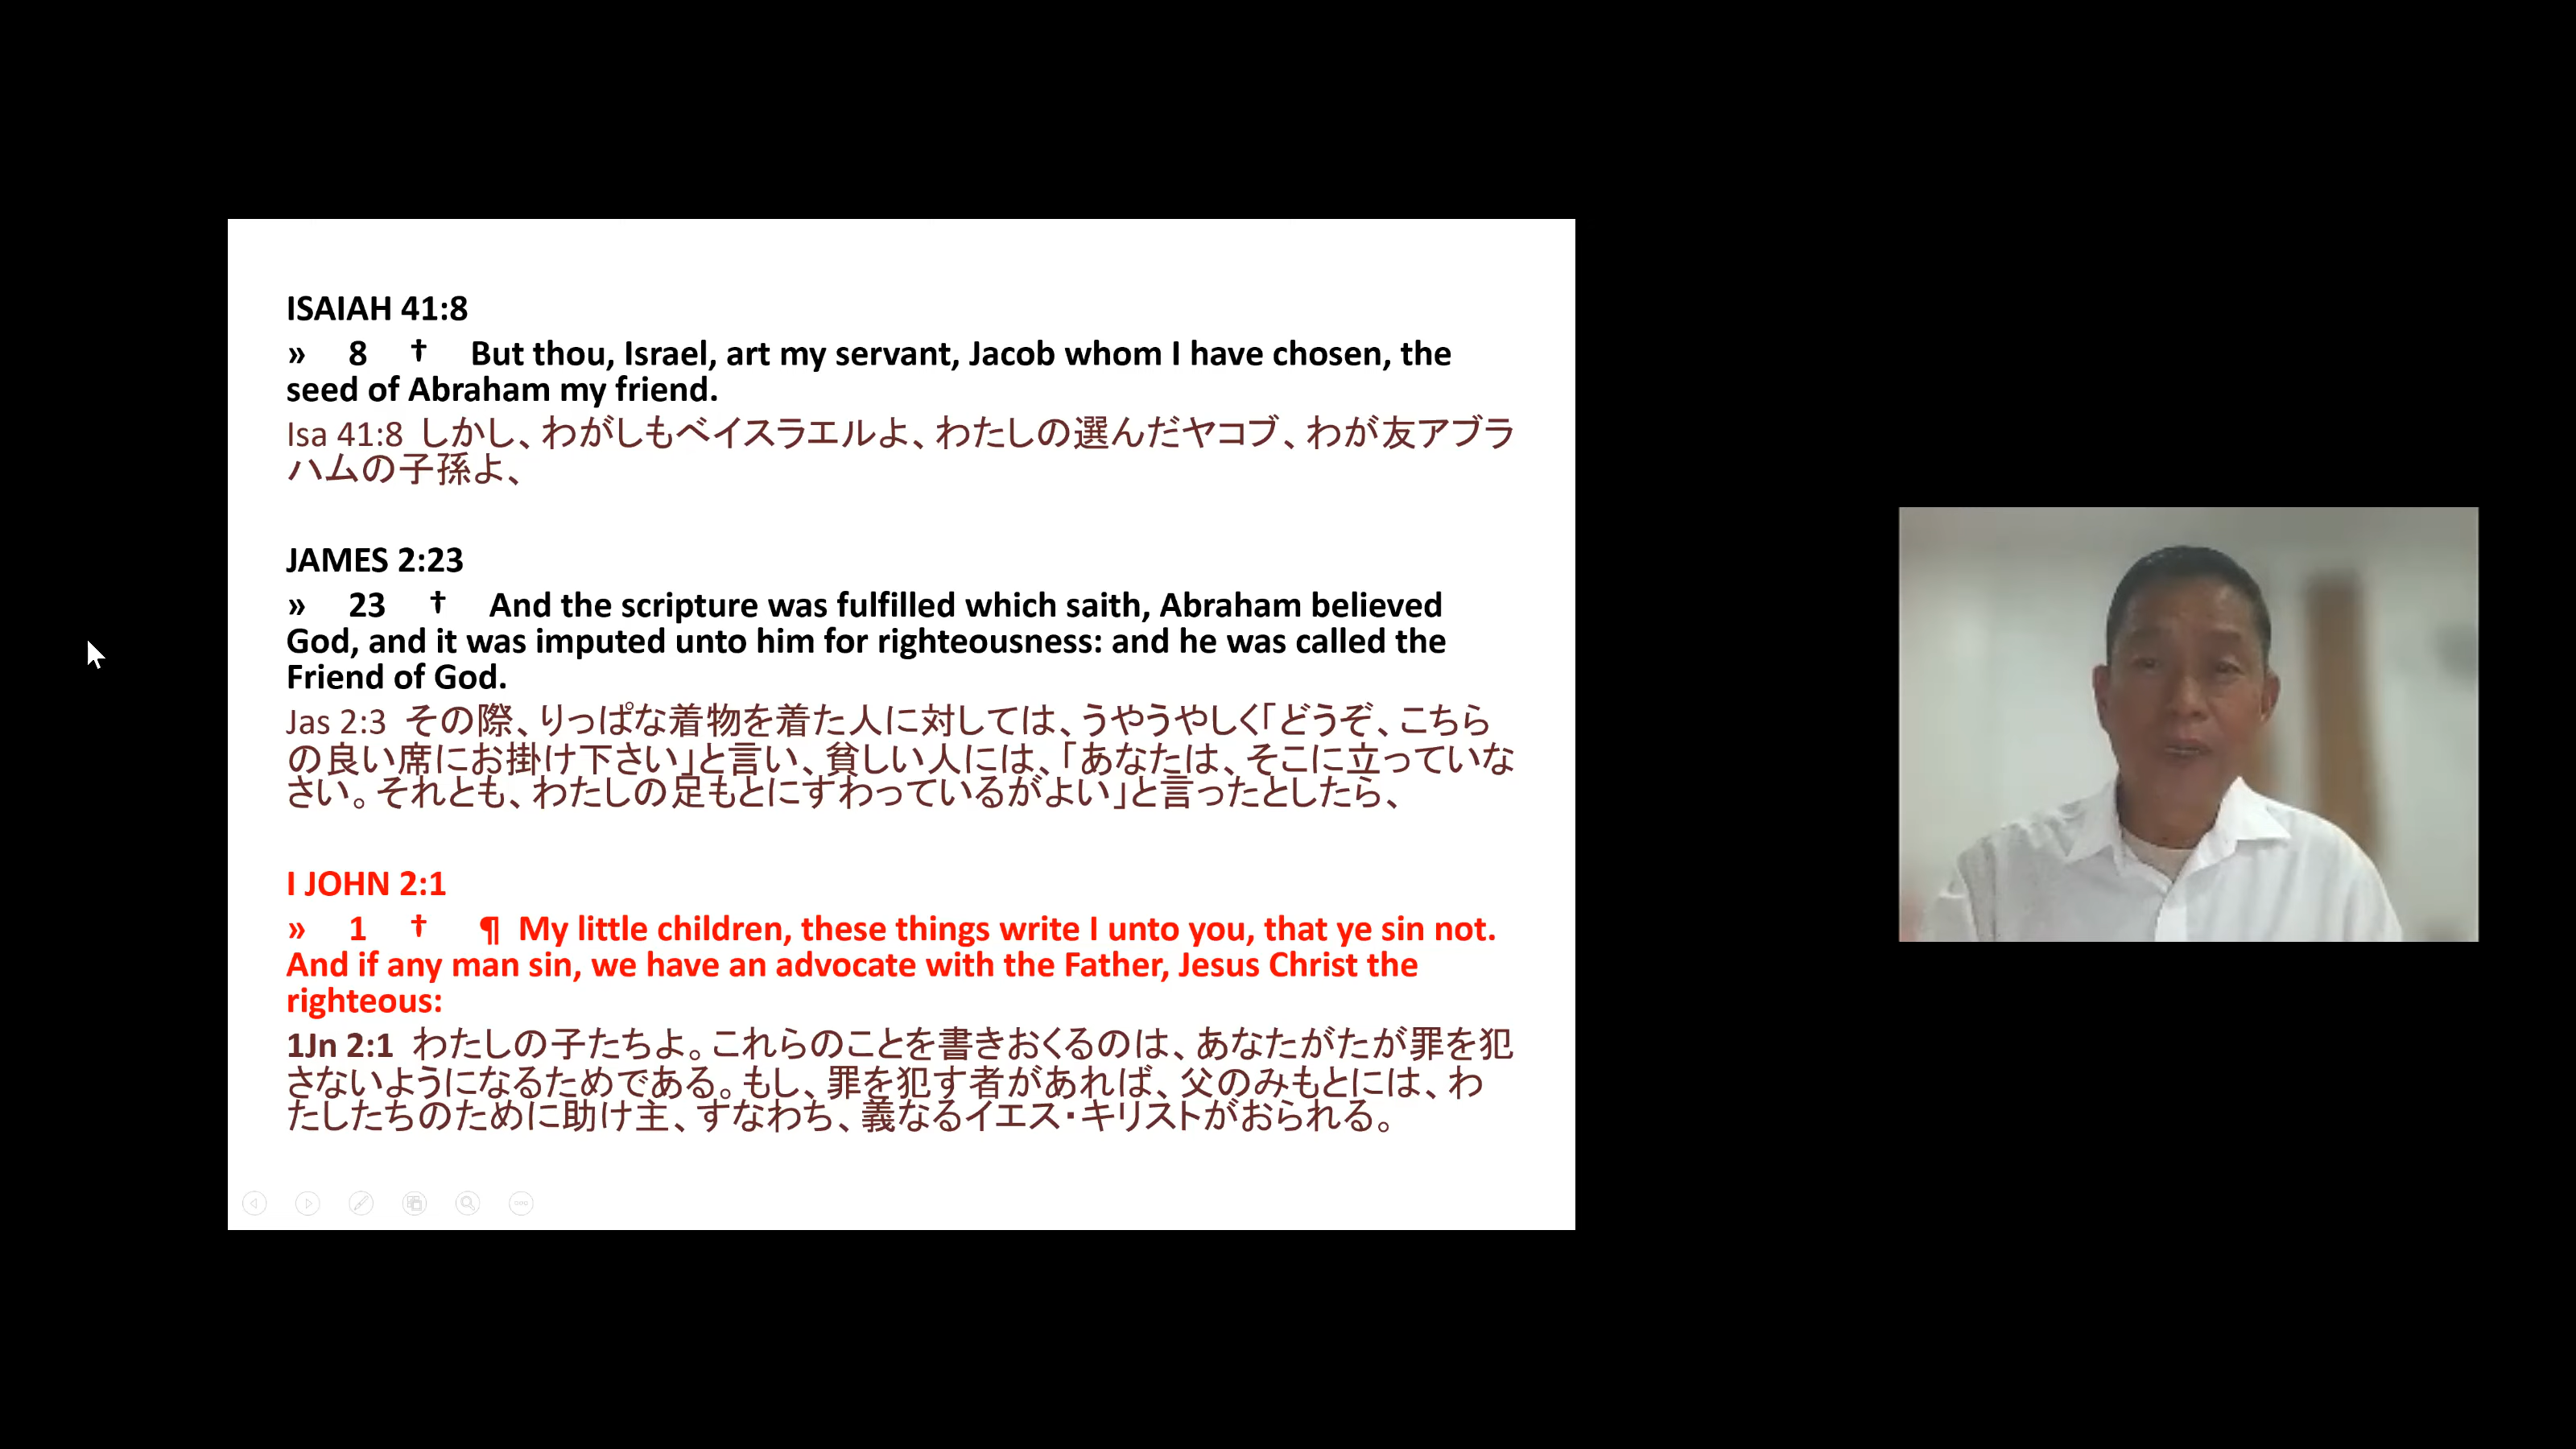 ISAIAH 41:8
» 8 † But thou, Israel, art my servant, Jacob whom I have chosen, the
seed of Abraham my friend.
Isa 41:8 しかし、わがしもべイスラエルよ、わたしの選んだヤコブ、わが友アブラ
ハムの子孫よ、
JAMES 2:23
» 23 † And the scripture was fulfilled which saith, Abraham believed
God, and it was imputed unto him for righteousness: and he was called the
Friend of God.
Jas 2:3 その際、りっぱな着物を着た人に対しては、うやうやしく「どうぞ、こちら
の良い席にお掛け下さい」と言い、貧しい人には、「あなたは、そこに立っていな
さい。それとも、わたしの足もとにすわっているがよい」と言ったとしたら、
I JOHN 2:1
» 1 † ¶ My little children, these things write I unto you, that ye sin not.
And if any man sin, we have an advocate with the Father, Jesus Christ the
righteous:
1Jn 2:1 わたしの子たちよ。これらのことを書きおくるのは、あなたがたが罪を犯
さないようになるためである。もし、罪を犯す者があれば、父のみもとには、わ
たしたちのために助け主、すなわち、義なるイエス・キリストがおられる。